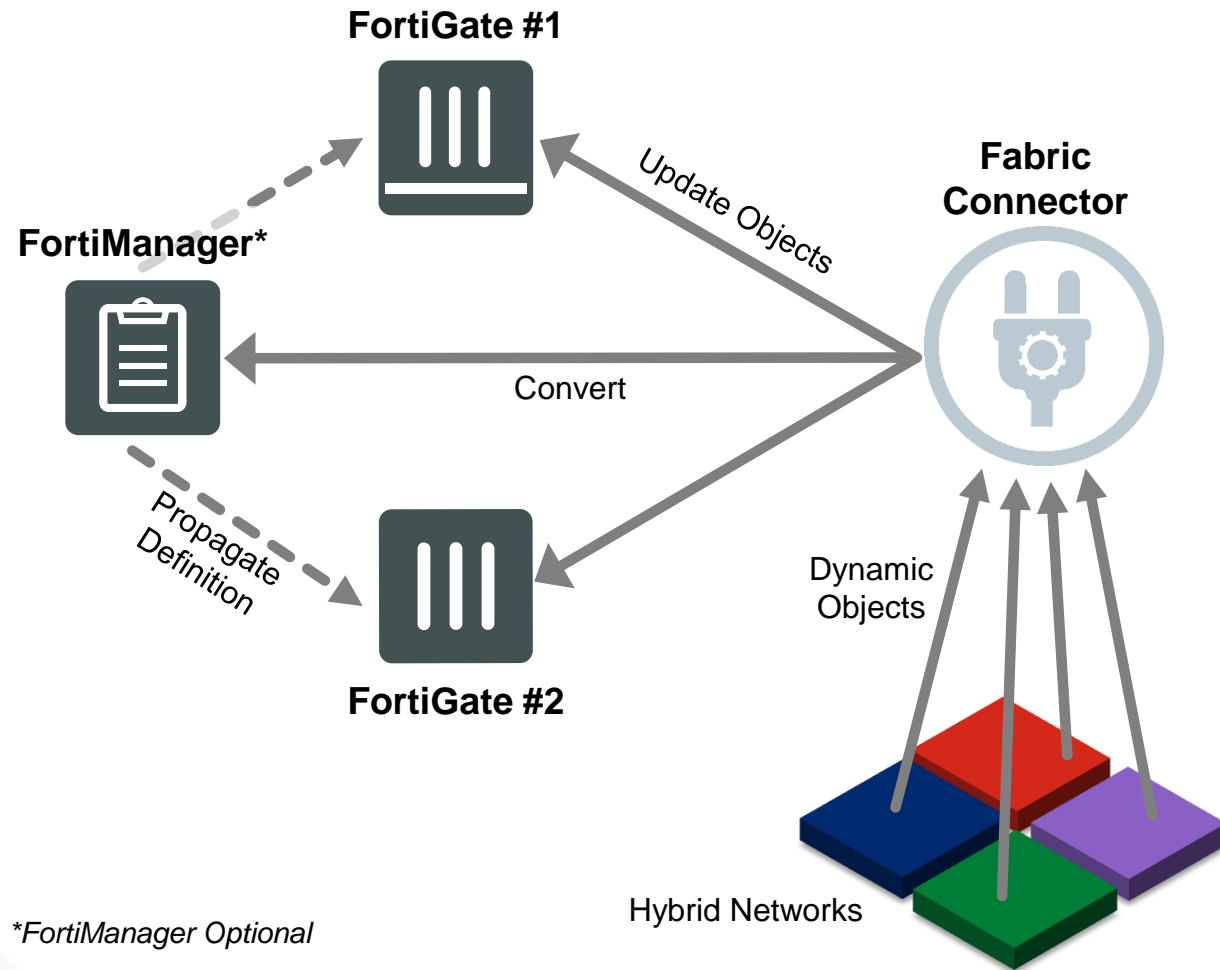 FortiGate #1
Fabric
Connector
Update Objects
FortiManager*
Convert
Propagate
Definition
Dynamic
Objects
FortiGate #2
Hybrid Networks
*FortiManager Optional